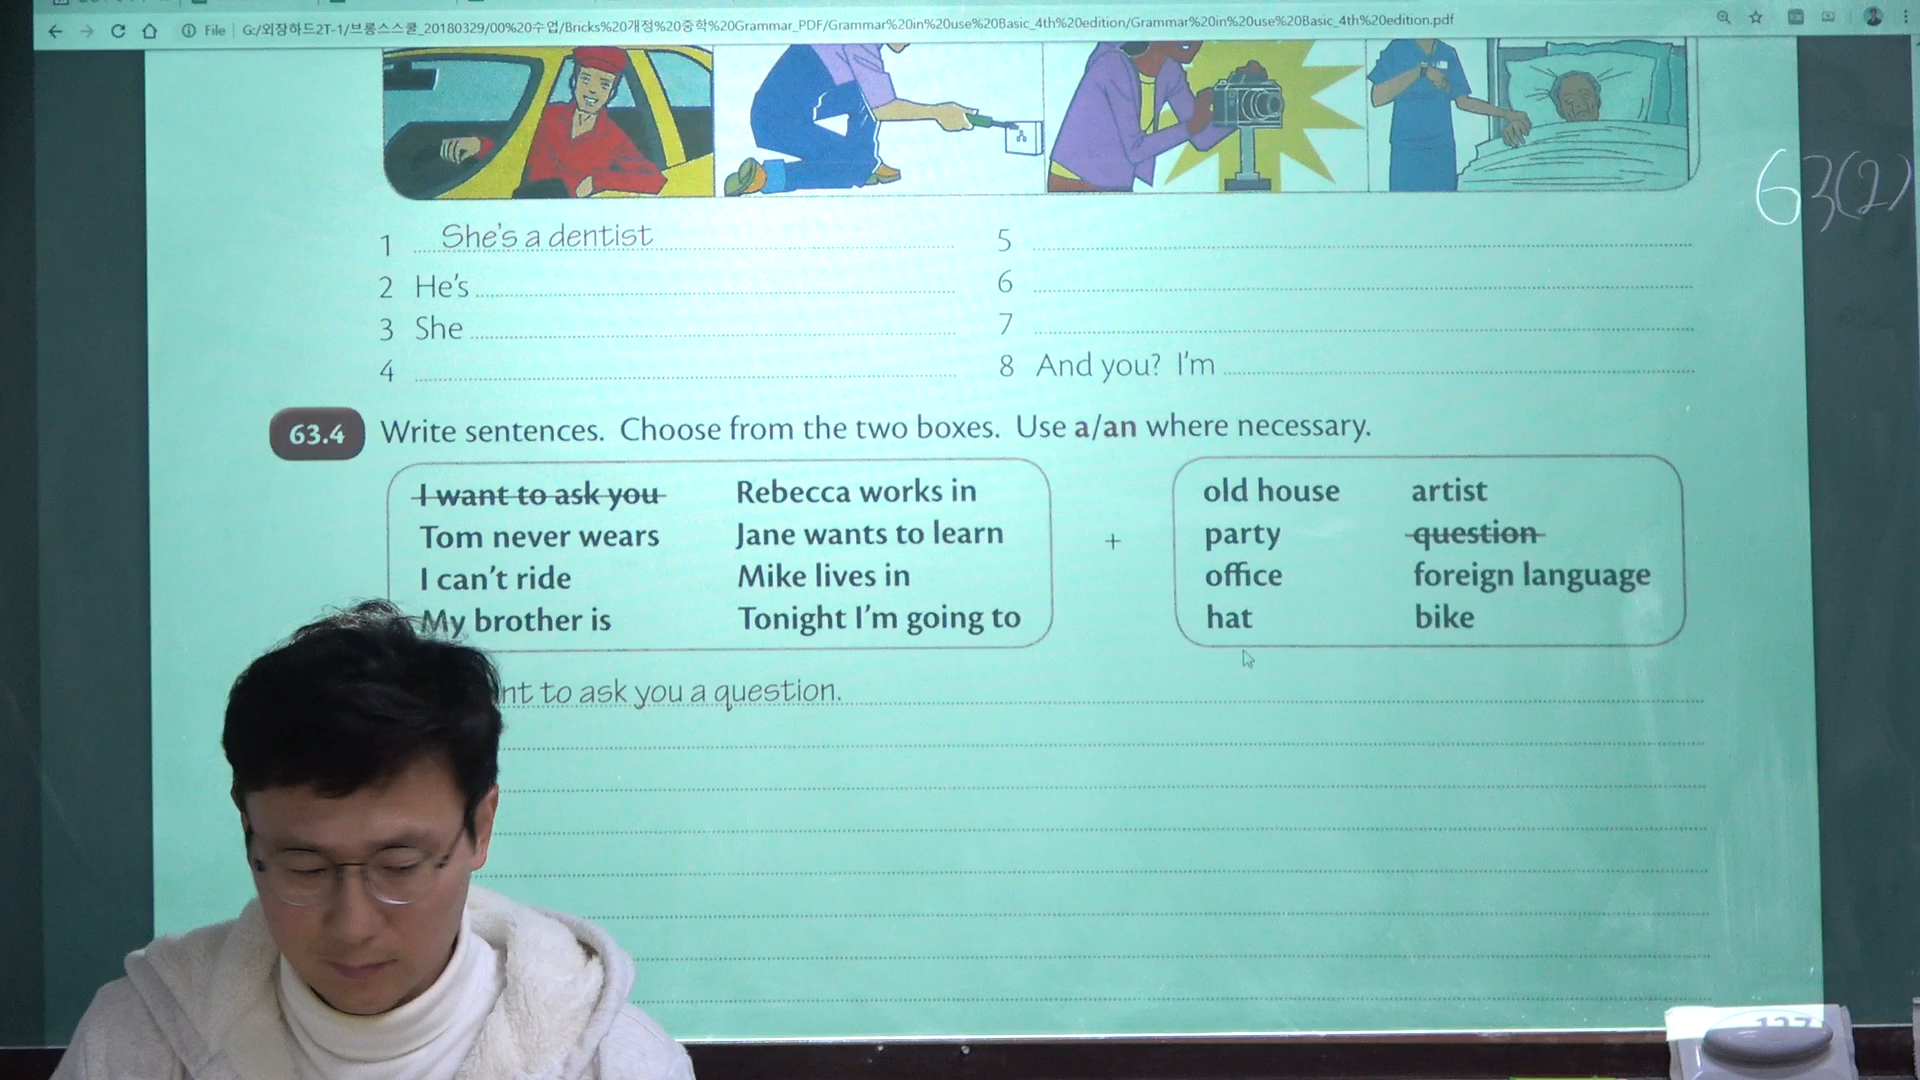 File G:/외장하드2T-1/브롱스스쿨_20180329/00%20수업/Bricks%20개정%20중학%20Grammar_PDF/Grammar%20in%20use%20Basic_4th%20edition/Grammar%20in%20use%20Basic_4th%20edition.pdf
63(2)
1 She's a dentist
2 He's
3 She
4
5
6
7
8 And you? I'm
63.4 Write sentences. Choose from the two boxes. Use a/an where necessary.
I want to ask you Rebecca works in
Tom never wears Jane wants to learn
I can't ride Mike lives in
My brother is Tonight I'm going to
+
old house artist
party question
office foreign language
hat bike
nt to ask you a question.